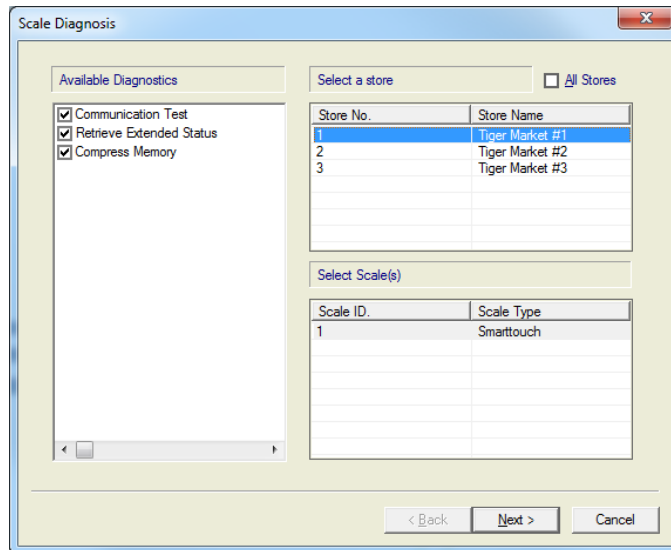 Scale Diagnosis
Available Diagnostics
Communication Test
Retrieve Extended Status
Compress Memory
Select a store
All Stores
Store No. Store Name
1 Tiger Market #1
2 Tiger Market #2
3 Tiger Market #3
Select Scale(s)
Scale ID. Scale Type
1 Smarttouch
< Back Next > Cancel